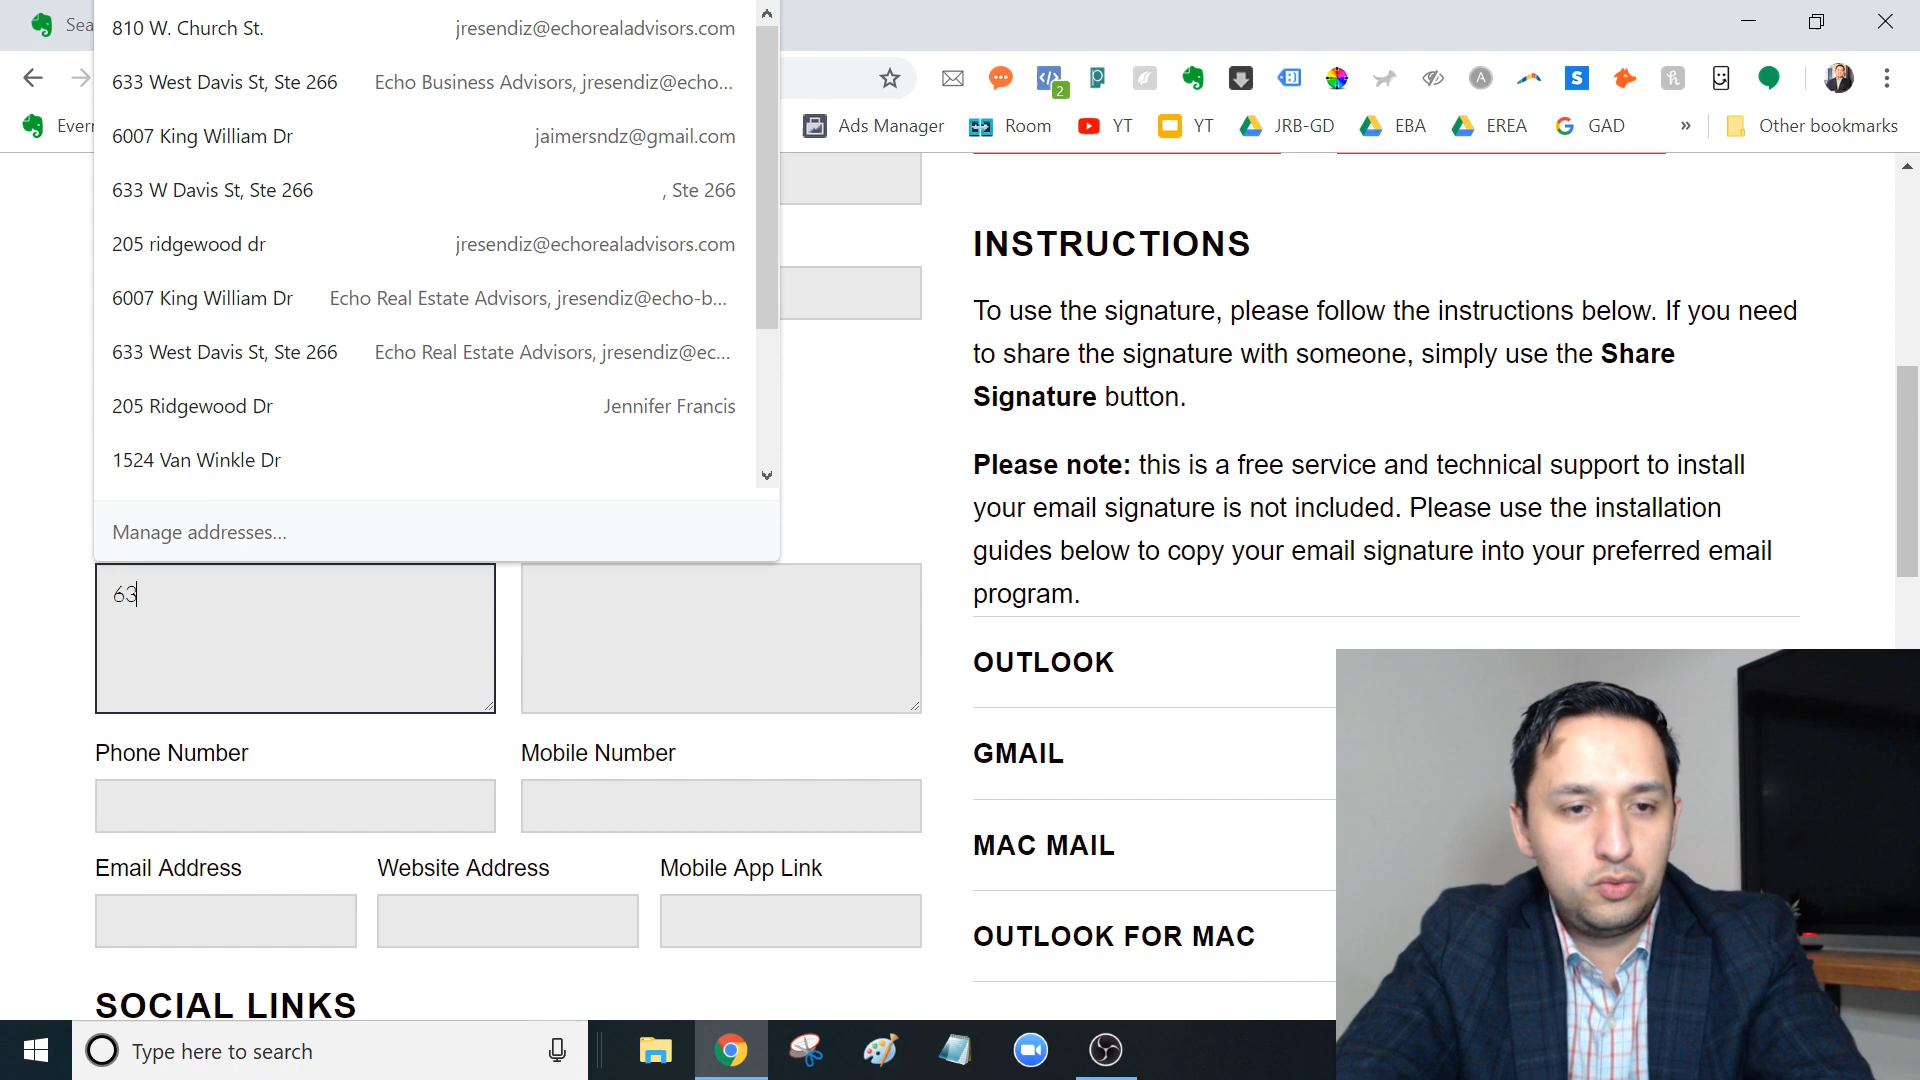 Sea
810 W. Church St. jresendiz@echorealadvisors.com
633 West Davis St, Ste 266 Echo Business Advisors, jresendiz@echo...
6007 King William Dr jaimersndz@gmail.com
633 W Davis St, Ste 266 , Ste 266
205 ridgewood dr jresendiz@echorealadvisors.com
6007 King William Dr Echo Real Estate Advisors, jresendiz@echo-b...
633 West Davis St, Ste 266 Echo Real Estate Advisors, jresendiz@ec...
205 Ridgewood Dr Jennifer Francis
1524 Van Winkle Dr
Manage addresses...
2
Ever
Ads Manager Room YT YT JRB-GD EBA EREA GAD » Other bookmarks
63
Phone Number Mobile Number
Email Address Website Address Mobile App Link
SOCIAL LINKS
INSTRUCTIONS
To use the signature, please follow the instructions below. If you need
to share the signature with someone, simply use the Share
Signature button.
Please note: this is a free service and technical support to install
your email signature is not included. Please use the installation
guides below to copy your email signature into your preferred email
program.
OUTLOOK
GMAIL
MAC MAIL
OUTLOOK FOR MAC
Type here to search